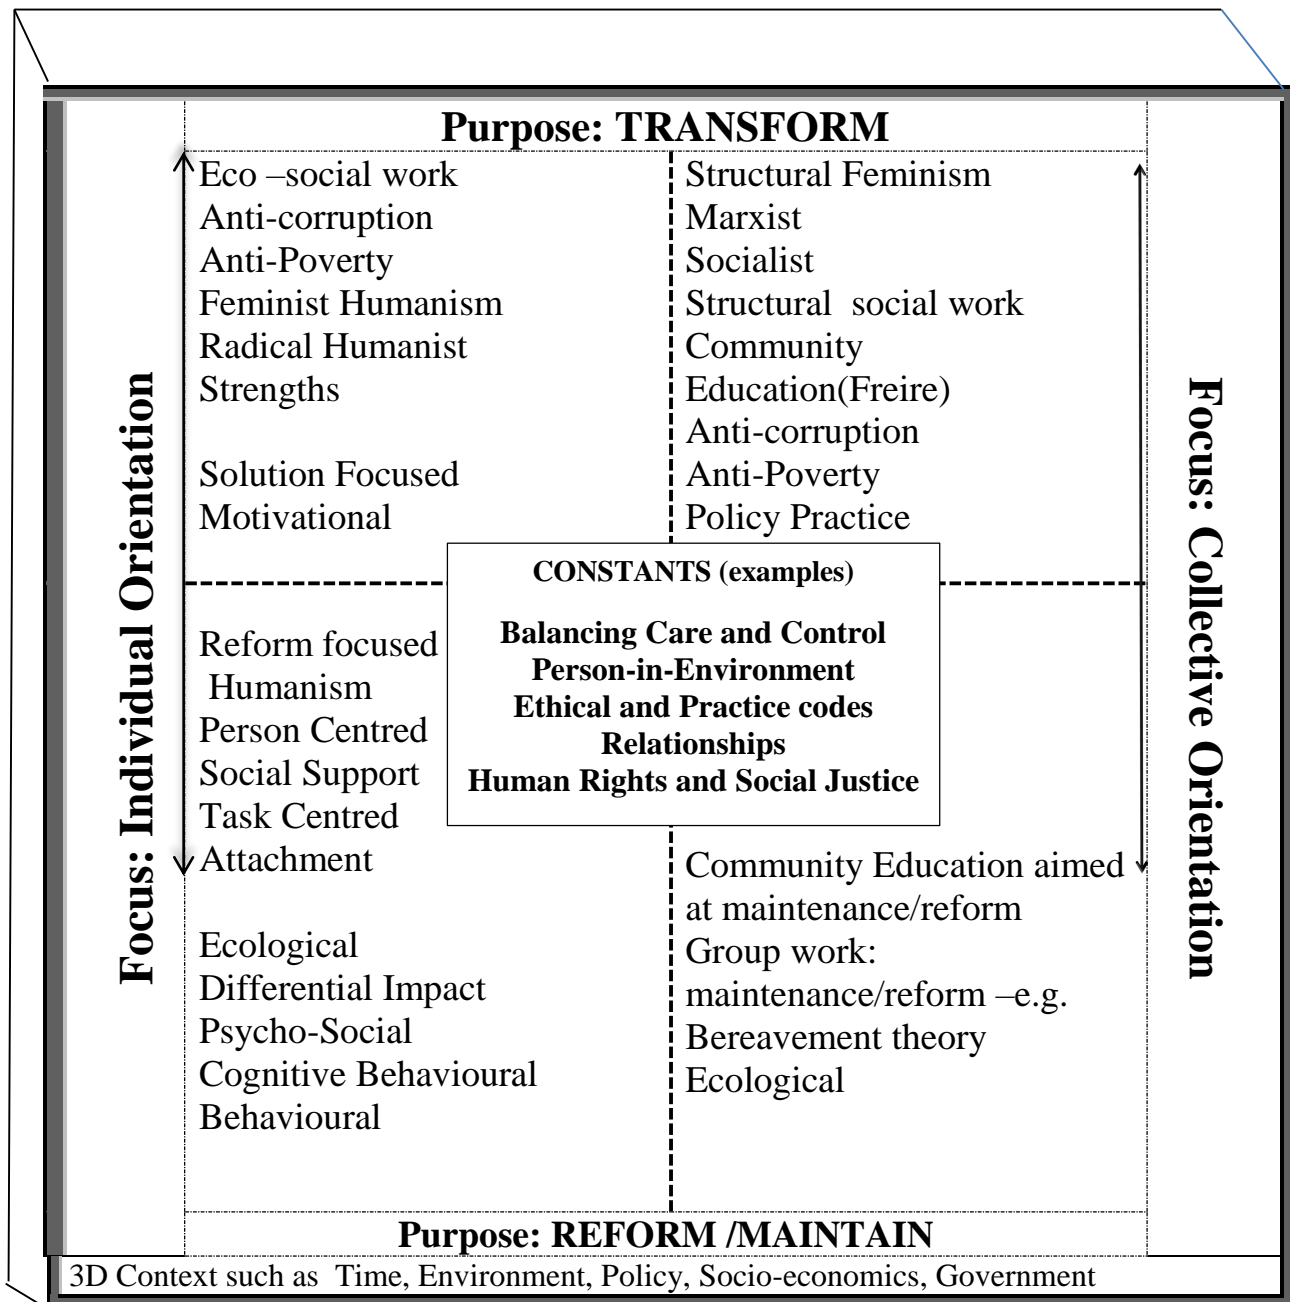 Purpose: TRANSFORM
Focus: Individual Orientation
Eco –social work
Anti-corruption
Anti-Poverty
Feminist Humanism
Radical Humanist
Strengths
Solution Focused
Motivational
Structural Feminism
Marxist
Socialist
Structural  social work
Community
Education(Freire)
Anti-corruption
Anti-Poverty
Policy Practice
Focus: Collective Orientation
CONSTANTS (examples)
Balancing Care and Control
Person-in-Environment
Ethical and Practice codes
Relationships
Human Rights and Social Justice
Reform focused
Humanism
Person Centred
Social Support
Task Centred
Attachment
Ecological
Differential Impact
Psycho-Social
Cognitive Behavioural
Behavioural
Community Education aimed
at maintenance/reform
Group work:
maintenance/reform –e.g.
Bereavement theory
Ecological
Purpose: REFORM /MAINTAIN
3D Context such as  Time, Environment, Policy, Socio-economics, Government